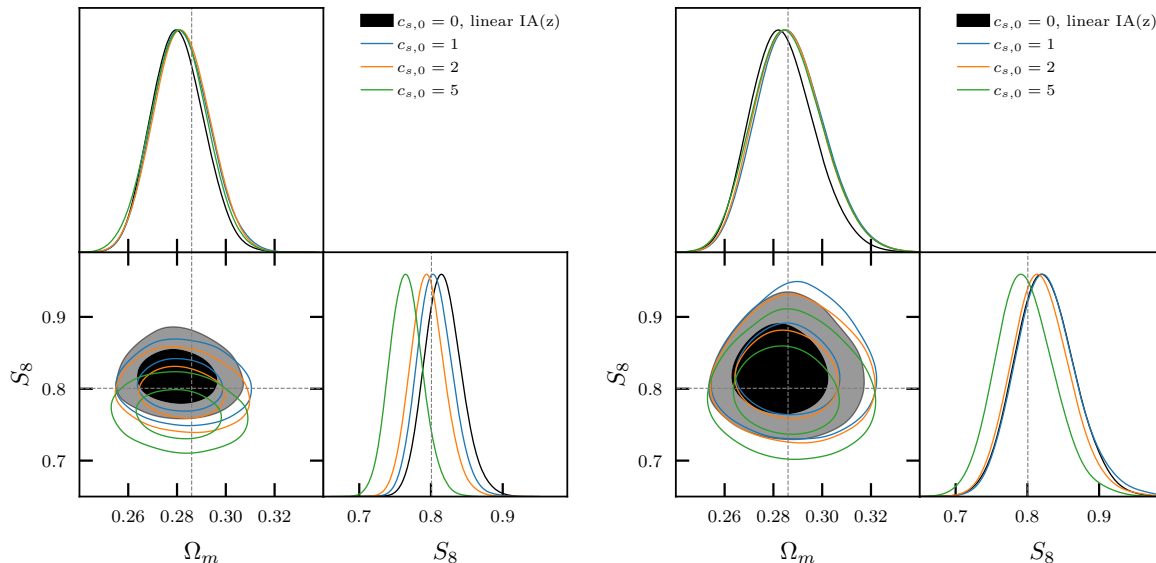 c_{s,0} = 0, linear IA(z)
c_{s,0} = 1
c_{s,0} = 2
c_{s,0} = 5
0.9
0.8
0.7
S_8
0.26 0.28 0.30 0.32
Ω_m
0.7 0.8 0.9
S_8
c_{s,0} = 0, linear IA(z)
c_{s,0} = 1
c_{s,0} = 2
c_{s,0} = 5
0.9
0.8
0.7
S_8
0.26 0.28 0.30 0.32
Ω_m
0.7 0.8 0.9
S_8